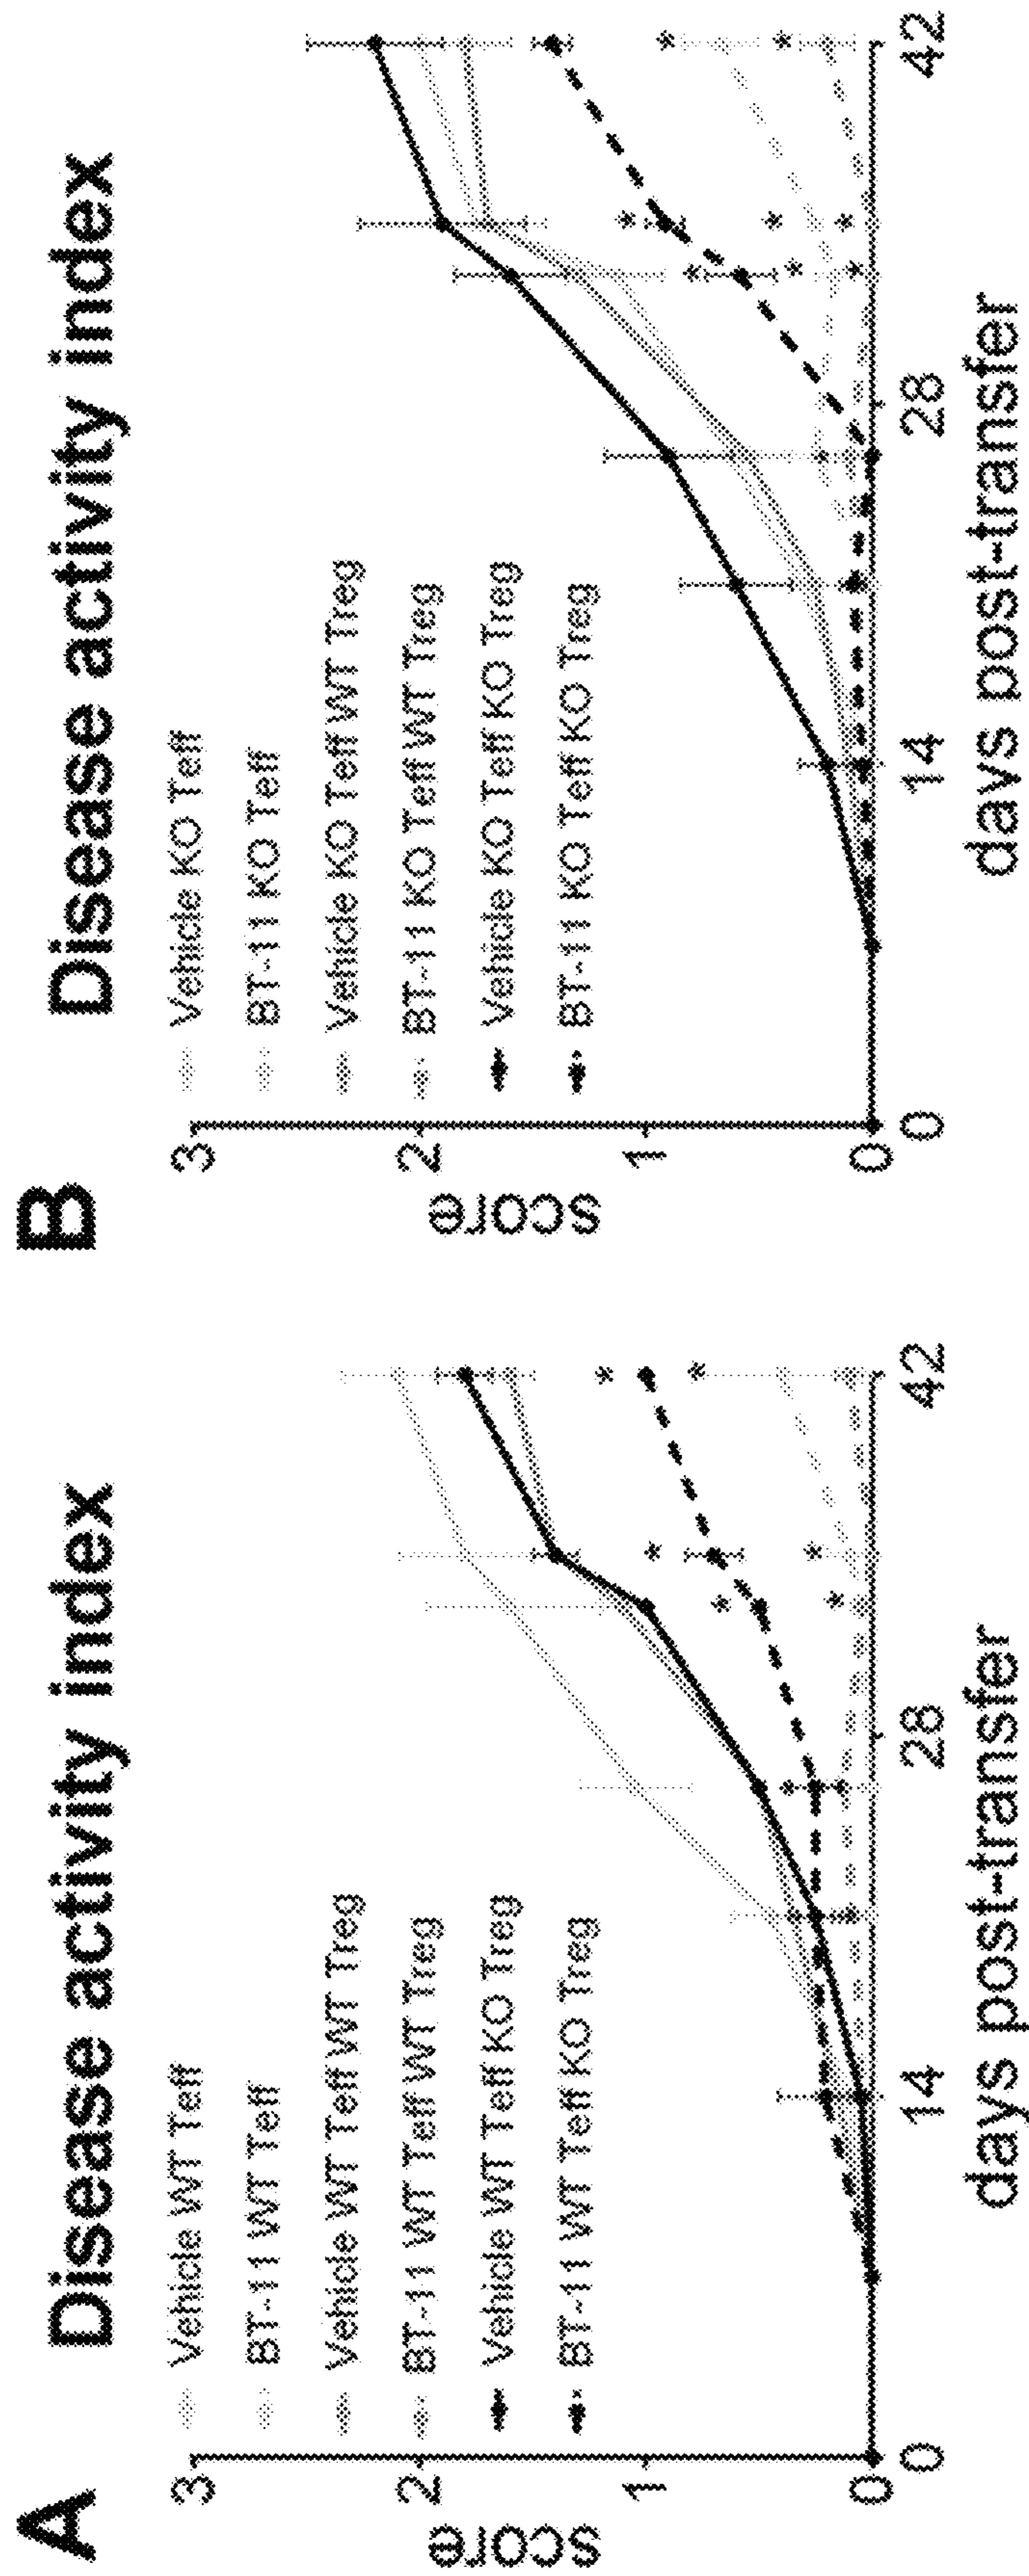 A
Disease activity index
Vehicle WT Teff
BT-11 WT Teff
Vehicle WT Teff WT Treg
BT-11 WT Teff WT Treg
Vehicle WT Teff KO Treg
BT-11 WT Teff KO Treg
score
3
2
1
0
0
14
28
42
days post-transfer
B
Disease activity index
Vehicle KO Teff
BT-11 KO Teff
Vehicle KO Teff WT Treg
BT-11 KO Teff WT Treg
Vehicle KO Teff KO Treg
BT-11 KO Teff KO Treg
score
3
2
1
0
0
14
28
42
days post-transfer